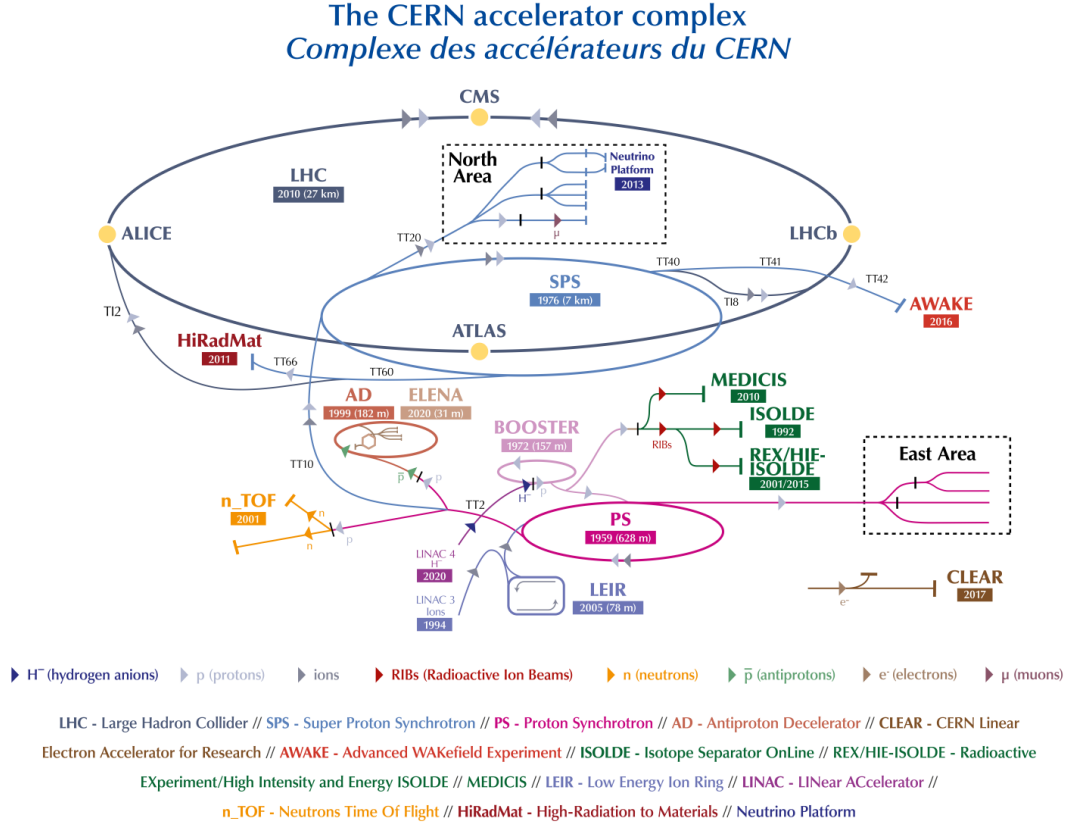 The CERN accelerator complex
Complexe des accélérateurs du CERN
CMS
North
Area
Neutrino
Platform
2013
LHC
2010 (27 km)
μ
TT20
ALICE
LHCb
TT40
TT41
TT42
SPS
1976 (7 km)
TI8
TI2
AWAKE
2016
ATLAS
HiRadMat
2011
TT66
TT60
MEDICIS
2010
AD
1999 (182 m)
ELENA
2020 (31 m)
ISOLDE
1992
BOOSTER
1972 (157 m)
RIBs
REX/HIE-
ISOLDE
2001/2015
East Area
TT10
p̅
p
H⁻
p
n_TOF
2001
n
n
p
TT2
PS
1959 (628 m)
LINAC 4
H⁻
2020
LINAC 3
Ions
1994
LEIR
2005 (78 m)
CLEAR
2017
e⁻
H⁻ (hydrogen anions) p (protons) ions RIBs (Radioactive Ion Beams) n (neutrons) p̅ (antiprotons) e⁻ (electrons) μ (muons)
LHC - Large Hadron Collider // SPS - Super Proton Synchrotron // PS - Proton Synchrotron // AD - Antiproton Decelerator // CLEAR - CERN Linear
Electron Accelerator for Research // AWAKE - Advanced WAKefield Experiment // ISOLDE - Isotope Separator OnLine // REX/HIE-ISOLDE - Radioactive
EXperiment/High Intensity and Energy ISOLDE // MEDICIS // LEIR - Low Energy Ion Ring // LINAC - LINear ACcelerator //
n_TOF - Neutrons Time Of Flight // HiRadMat - High-Radiation to Materials // Neutrino Platform